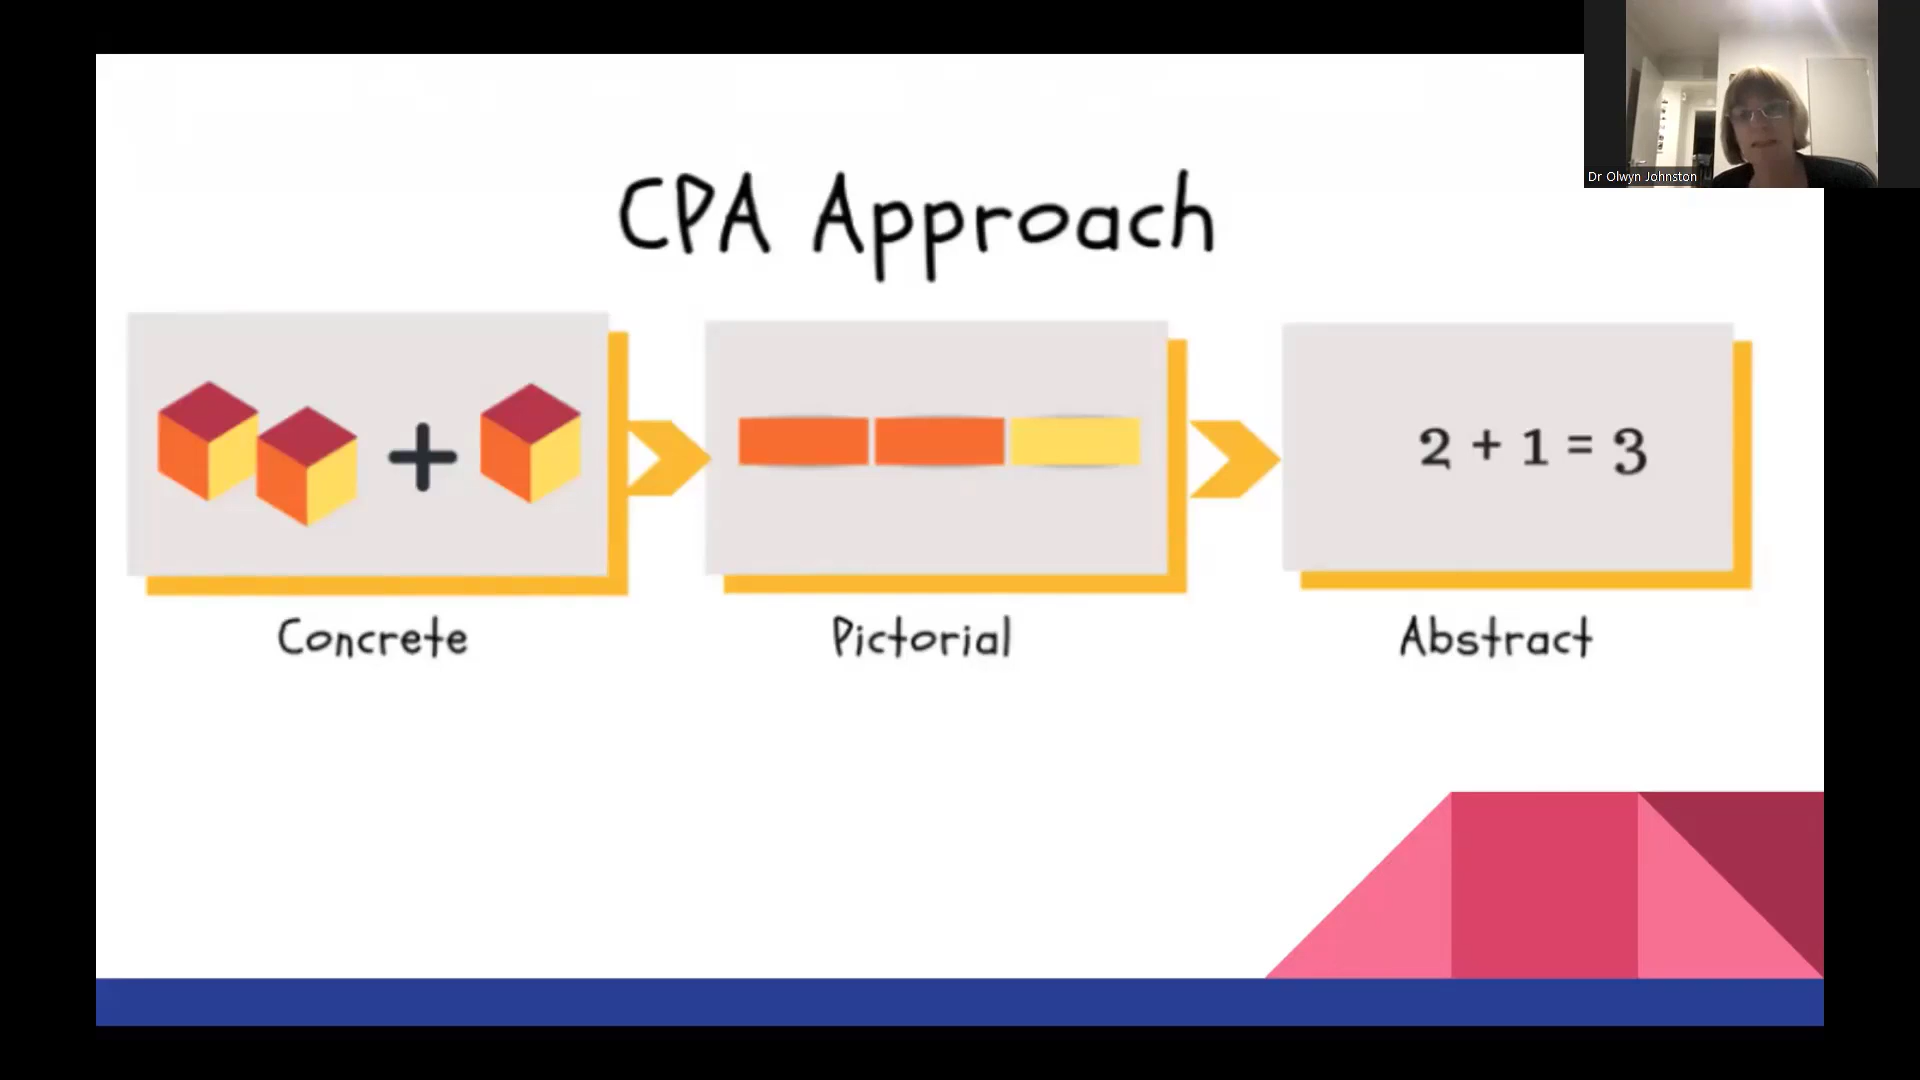 Dr Olwyn Johnston
CPA Approach
+
2 + 1 = 3
Concrete
Pictorial
Abstract